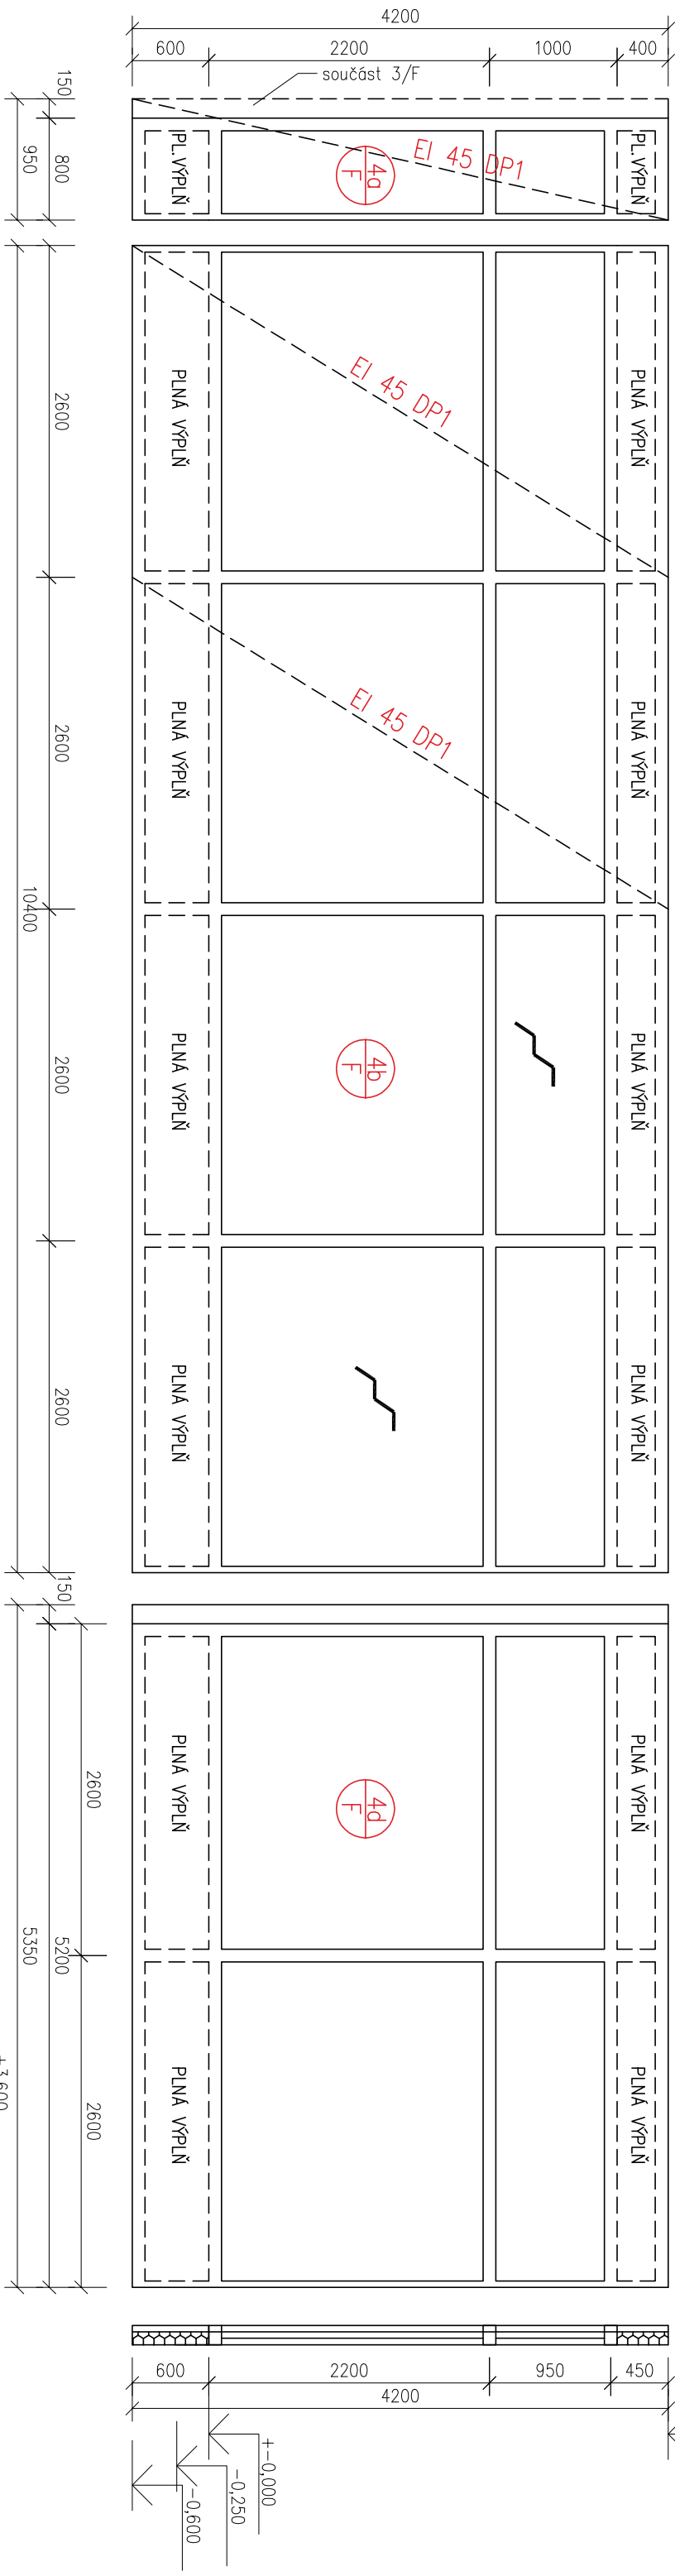 4200
600
2200
1000
400
součást 3/F
150
950
800
PL.VÝPLŇ
4a
F
EI 45 DP1
PL.VÝPLŇ
2600
PLNÁ VÝPLŇ
EI 45 DP1
PLNÁ VÝPLŇ
2600
PLNÁ VÝPLŇ
EI 45 DP1
PLNÁ VÝPLŇ
10400
2600
PLNÁ VÝPLŇ
4b
F
PLNÁ VÝPLŇ
2600
PLNÁ VÝPLŇ
PLNÁ VÝPLŇ
150
2600
PLNÁ VÝPLŇ
4d
F
PLNÁ VÝPLŇ
5350
5200
2600
PLNÁ VÝPLŇ
PLNÁ VÝPLŇ
600
2200
950
450
4200
+-0,000
-0,250
-0,600